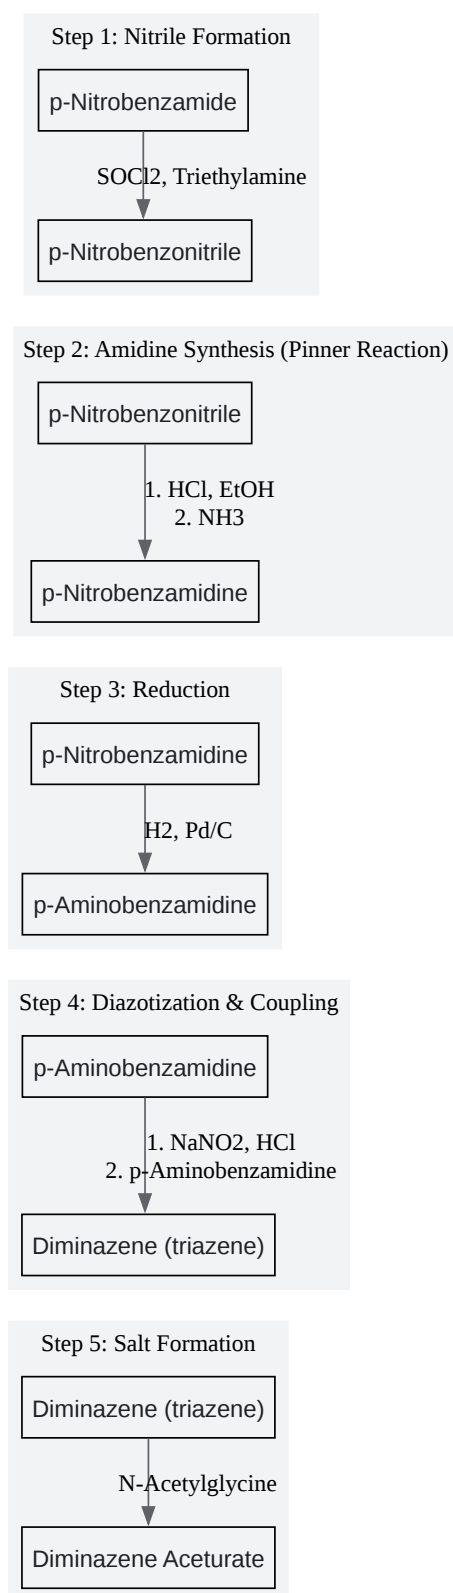 Step 1: Nitrile Formation
p-Nitrobenzamide
SOCl2, Triethylamine
p-Nitrobenzonitrile
Step 2: Amidine Synthesis (Pinner Reaction)
p-Nitrobenzonitrile
1. HCl, EtOH
2. NH3
p-Nitrobenzamidine
Step 3: Reduction
p-Nitrobenzamidine
H2, Pd/C
p-Aminobenzamidine
Step 4: Diazotization & Coupling
p-Aminobenzamidine
1. NaNO2, HCl
2. p-Aminobenzamidine
Diminazene (triazene)
Step 5: Salt Formation
Diminazene (triazene)
N-Acetylglycine
Diminazene Aceturate